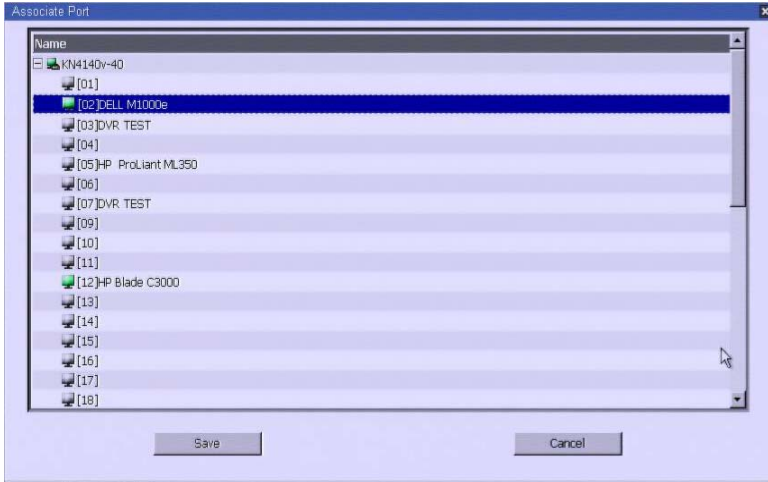 Associate Port
Name
KN4140v-40
[01]
[02]DELL M1000e
[03]DVR TEST
[04]
[05]HP ProLiant ML350
[06]
[07]DVR TEST
[09]
[10]
[11]
[12]HP Blade C3000
[13]
[14]
[15]
[16]
[17]
[18]
Save Cancel